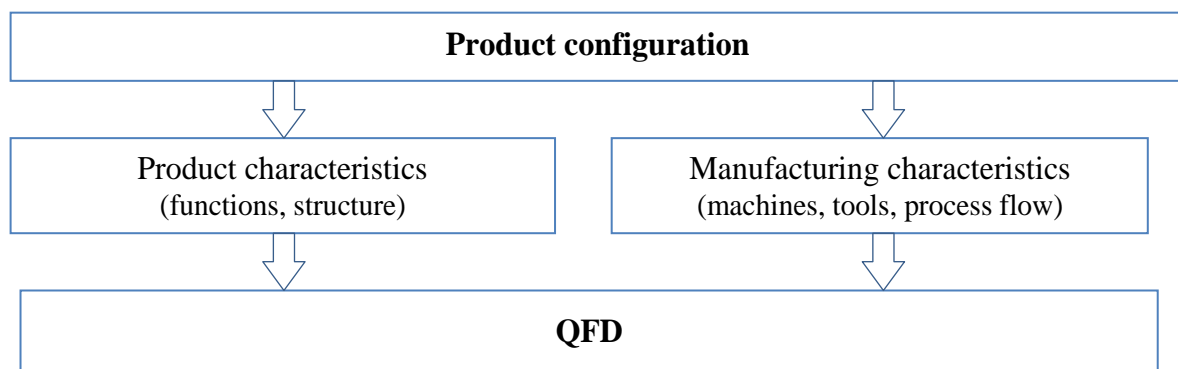 Product configuration
Product characteristics
(functions, structure)
Manufacturing characteristics
(machines, tools, process flow)
QFD